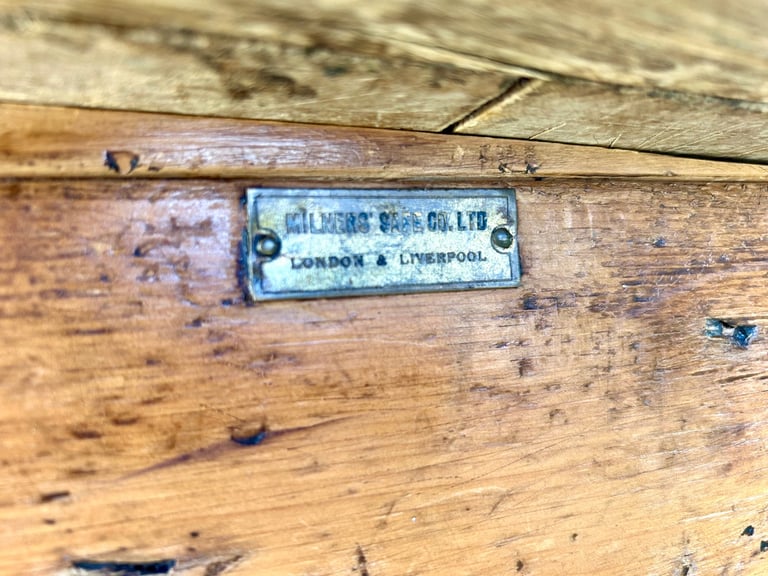 MILNERS' SAFE CO. LTD
LONDON & LIVERPOOL